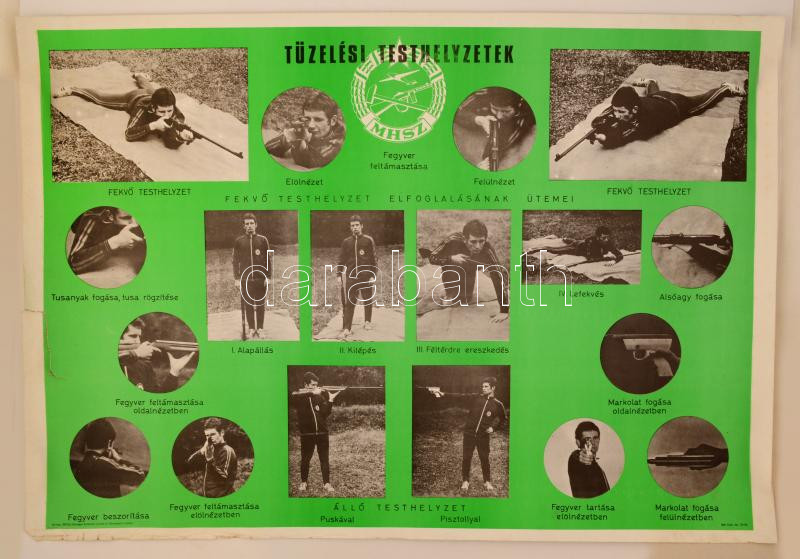 TÜZELÉSI TESTHELYZETEK
MHSZ
Fegyver
feltámasztása
Elölnézet
Felülnézet
FEKVŐ TESTHELYZET
FEKVŐ TESTHELYZET
FEKVŐ TESTHELYZET ELFOGLALÁSÁNAK ÜTEMEI
Tusanyak fogása, tusa rögzítése
IV. Lefekvés
Alsóagy fogása
darabanth
I. Alapállás
II. Kilépés
III. Féltérdre ereszkedés
Fegyver feltámasztása
oldalnézetben
Markolat fogása
oldalnézetben
Fegyver beszorítása
Fegyver feltámasztása
elölnézetben
ÁLLÓ TESTHELYZET
Puskával
Pisztollyal
Fegyver tartása
elölnézetben
Markolat fogása
felülnézetben